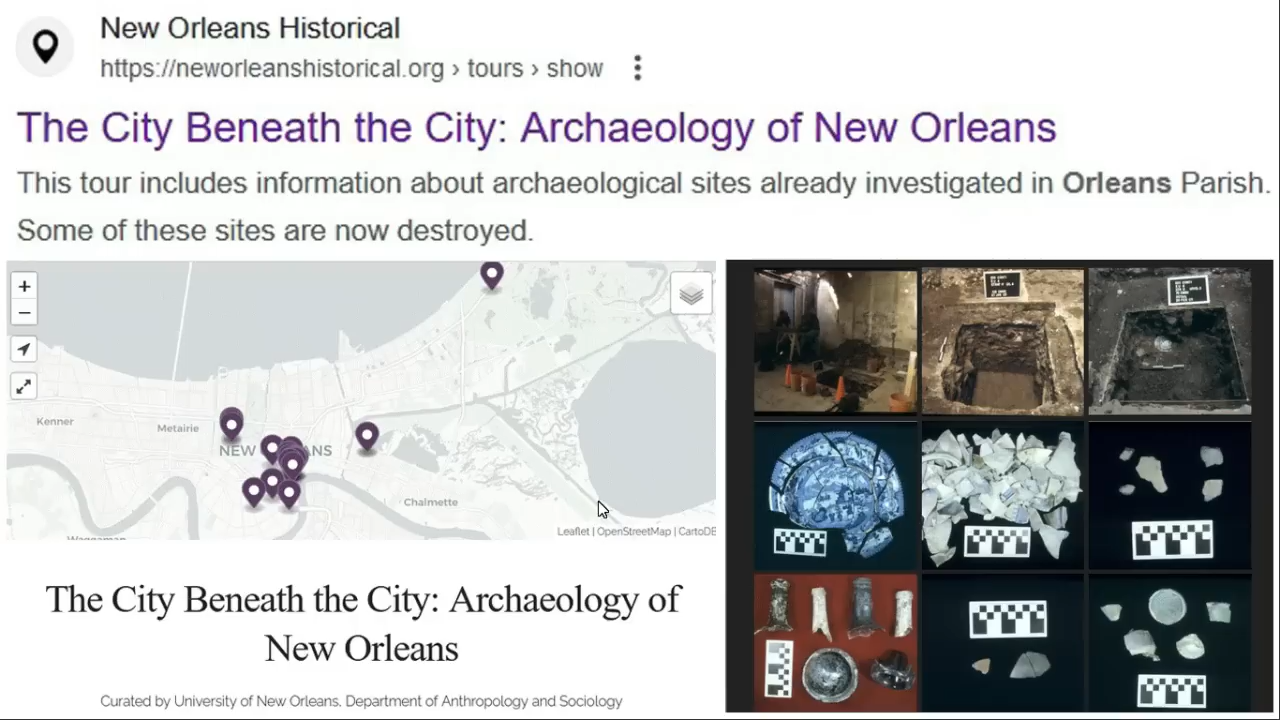 New Orleans Historical
https://neworleanshistorical.org › tours › show
The City Beneath the City: Archaeology of New Orleans
This tour includes information about archaeological sites already investigated in Orleans Parish.
Some of these sites are now destroyed.
+
−
Kenner
Metairie
NEW ANS
Chalmette
Waggaman
Leaflet | OpenStreetMap | CartoDB
The City Beneath the City: Archaeology of
New Orleans
Curated by University of New Orleans. Department of Anthropology and Sociology